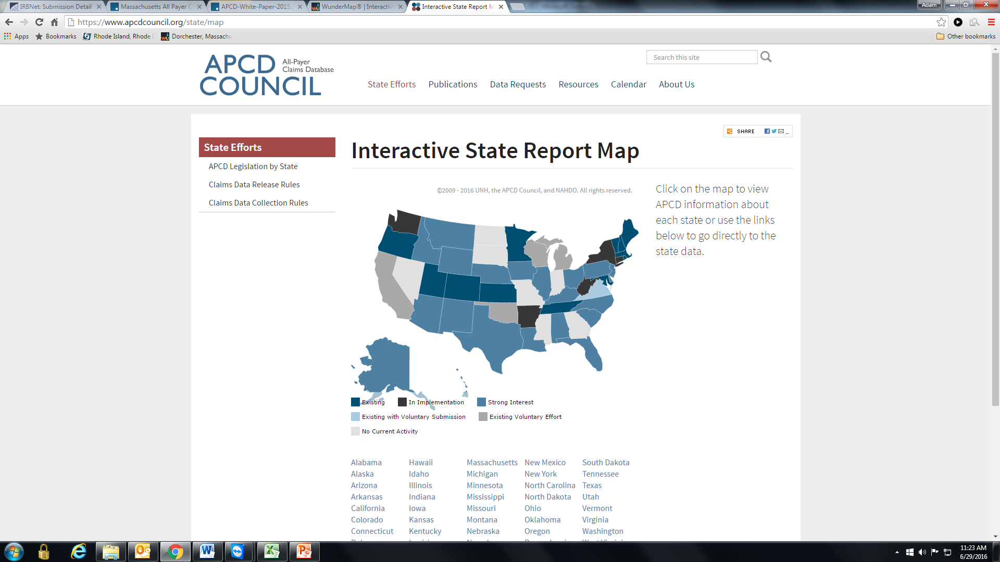 IRBNet: Submission Detail
Massachusetts All Payer C
APCD-White-Paper-2015.
WunderMap® | Interactiv
Interactive State Report M
Adam
https://www.apcdcouncil.org/state/map
Apps
Bookmarks
Rhode Island, Rhode I
Dorchester, Massachu
Other bookmarks
APCD
COUNCIL
All-Payer
Claims Database
Search this site
State Efforts
Publications
Data Requests
Resources
Calendar
About Us
SHARE
...
State Efforts
APCD Legislation by State
Claims Data Release Rules
Claims Data Collection Rules
Interactive State Report Map
©2009 - 2016 UNH, the APCD Council, and NAHDO. All rights reserved.
Click on the map to view
APCD information about
each state or use the links
below to go directly to the
state data.
Existing
In Implementation
Strong Interest
Existing with Voluntary Submission
Existing Voluntary Effort
No Current Activity
Alabama
Alaska
Arizona
Arkansas
California
Colorado
Connecticut
Hawaii
Idaho
Illinois
Indiana
Iowa
Kansas
Kentucky
Massachusetts
Michigan
Minnesota
Mississippi
Missouri
Montana
Nebraska
New Mexico
New York
North Carolina
North Dakota
Ohio
Oklahoma
Oregon
South Dakota
Tennessee
Texas
Utah
Vermont
Virginia
Washington
11:23 AM
6/29/2016